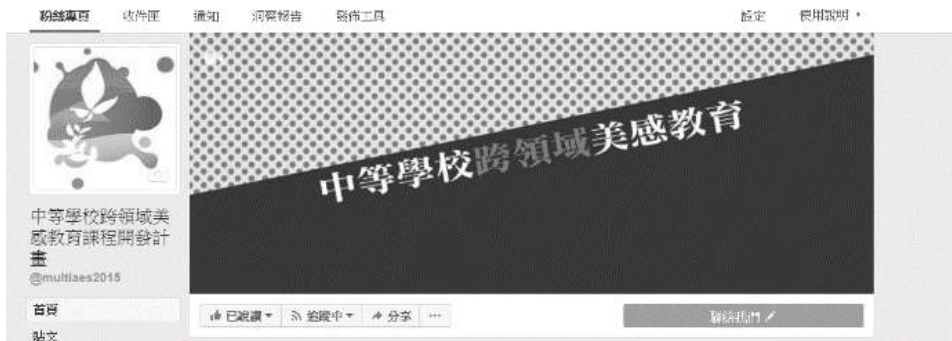 粉絲專頁 收件匣 通知 洞察報告 發佈工具 設定 使用說明
中等學校跨領域美感教育
中等學校跨領域美
感教育課程開發計
畫
@multiaes2015
首頁
貼文
已說讚 追蹤中 分享 ...
聯絡我們